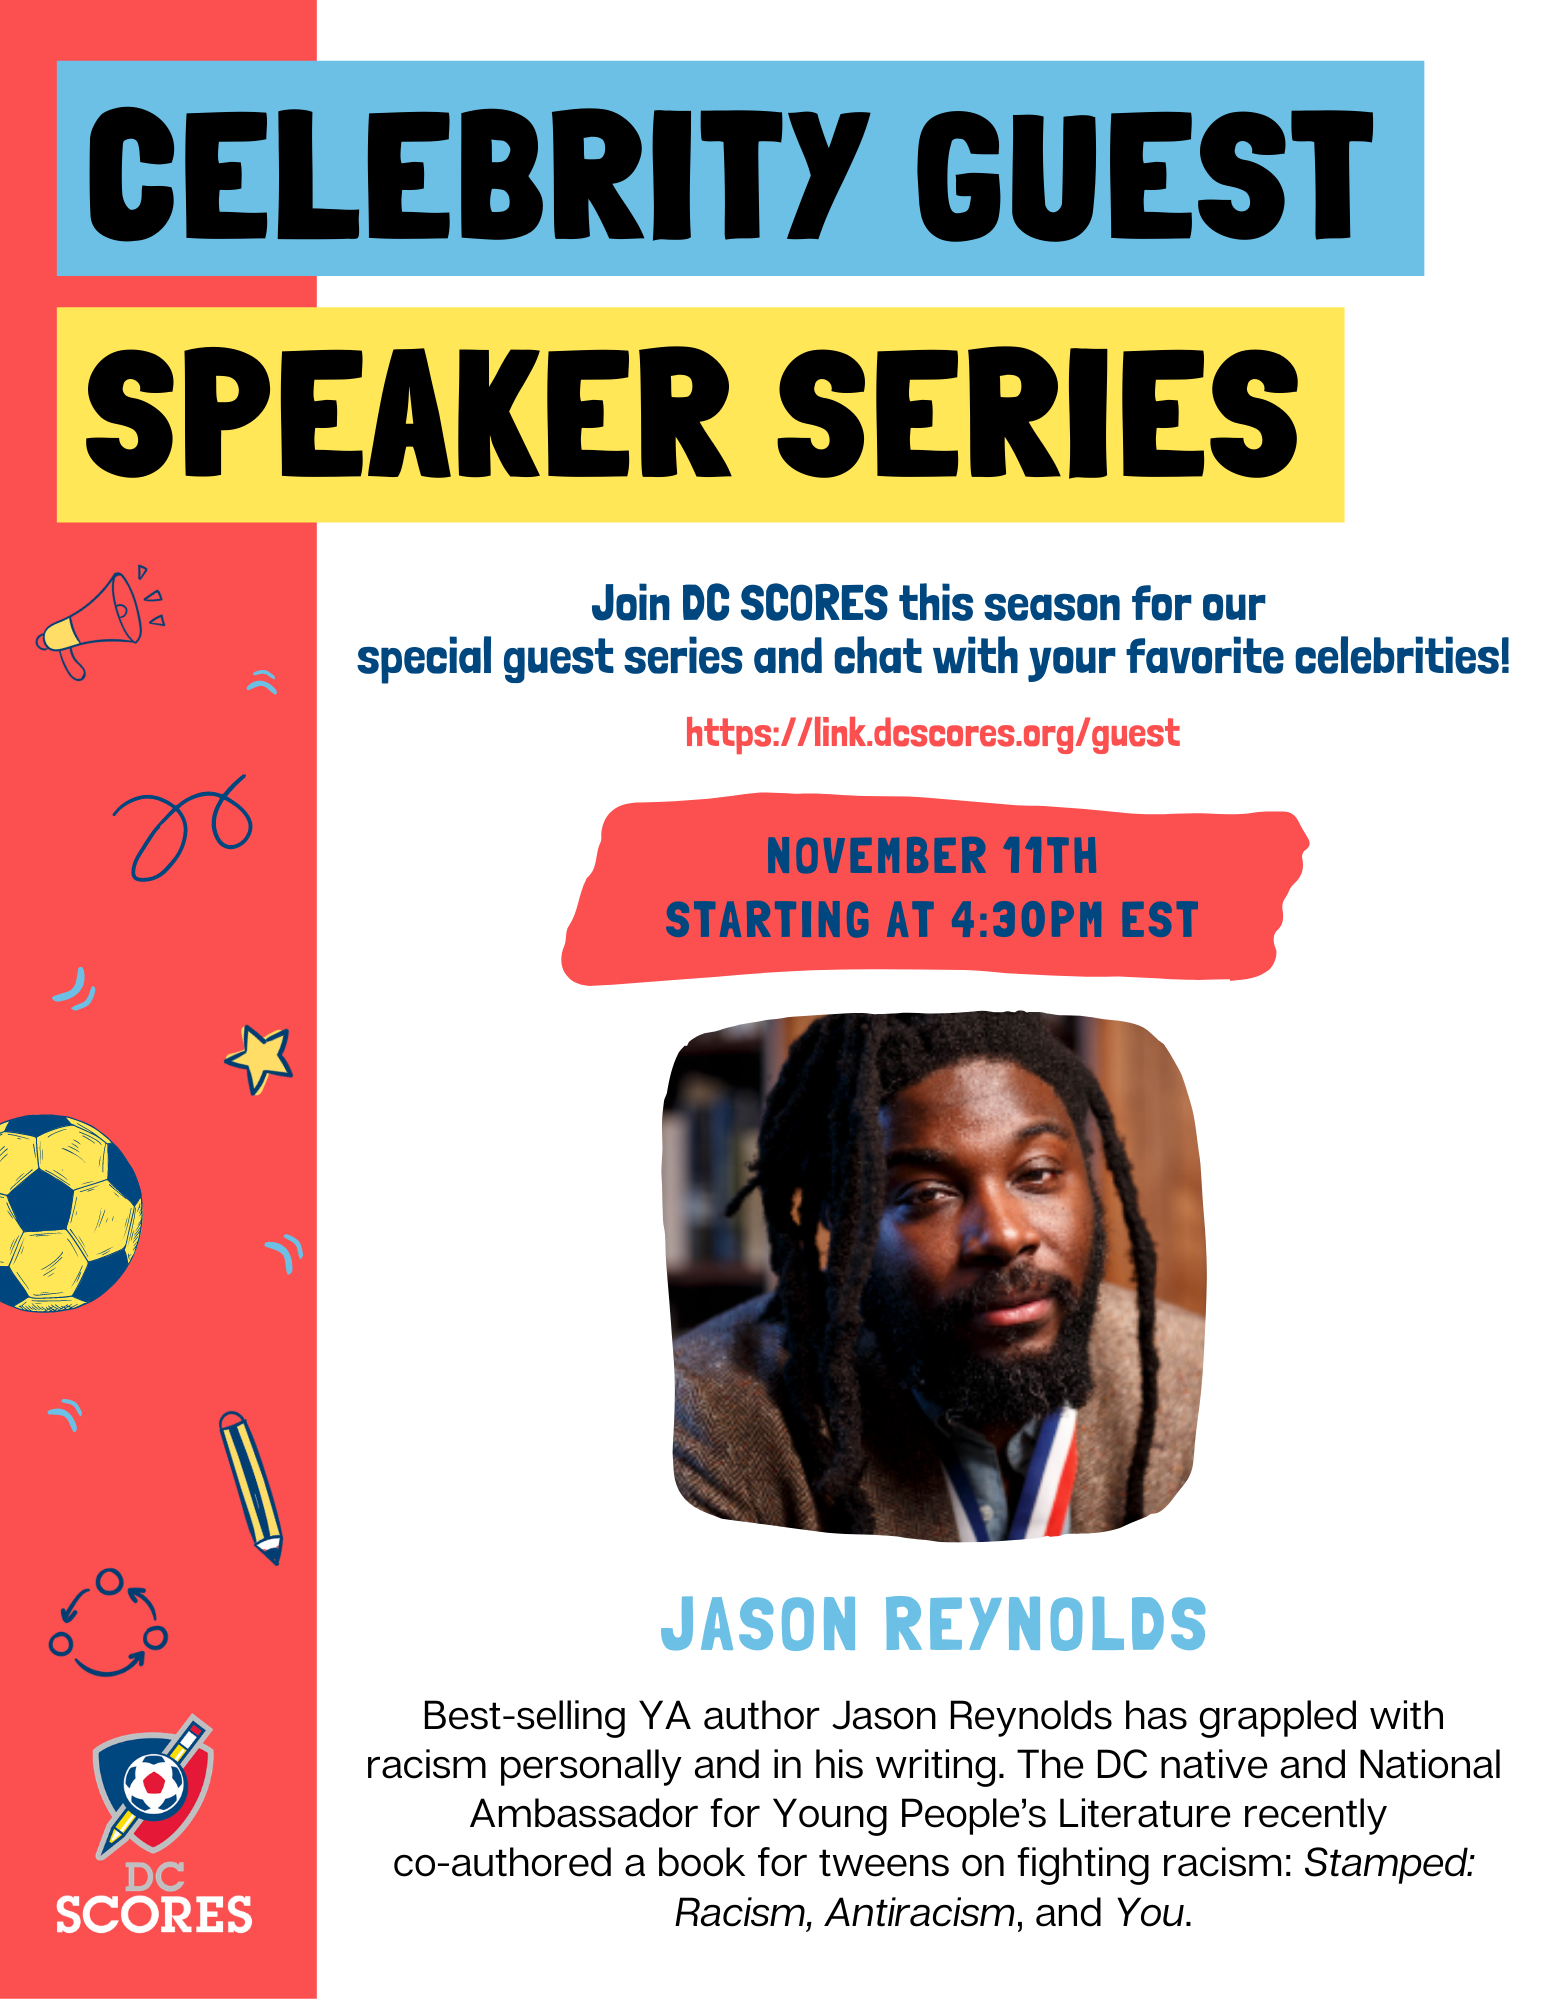 CELEBRITY GUEST
SPEAKER SERIES
Join DC SCORES this season for our
special guest series and chat with your favorite celebrities!
https://link.dcscores.org/guest
NOVEMBER 11TH
STARTING AT 4:30PM EST
JASON REYNOLDS
Best-selling YA author Jason Reynolds has grappled with
racism personally and in his writing. The DC native and National
Ambassador for Young People’s Literature recently
co-authored a book for tweens on fighting racism: Stamped:
Racism, Antiracism, and You.
DC
SCORES